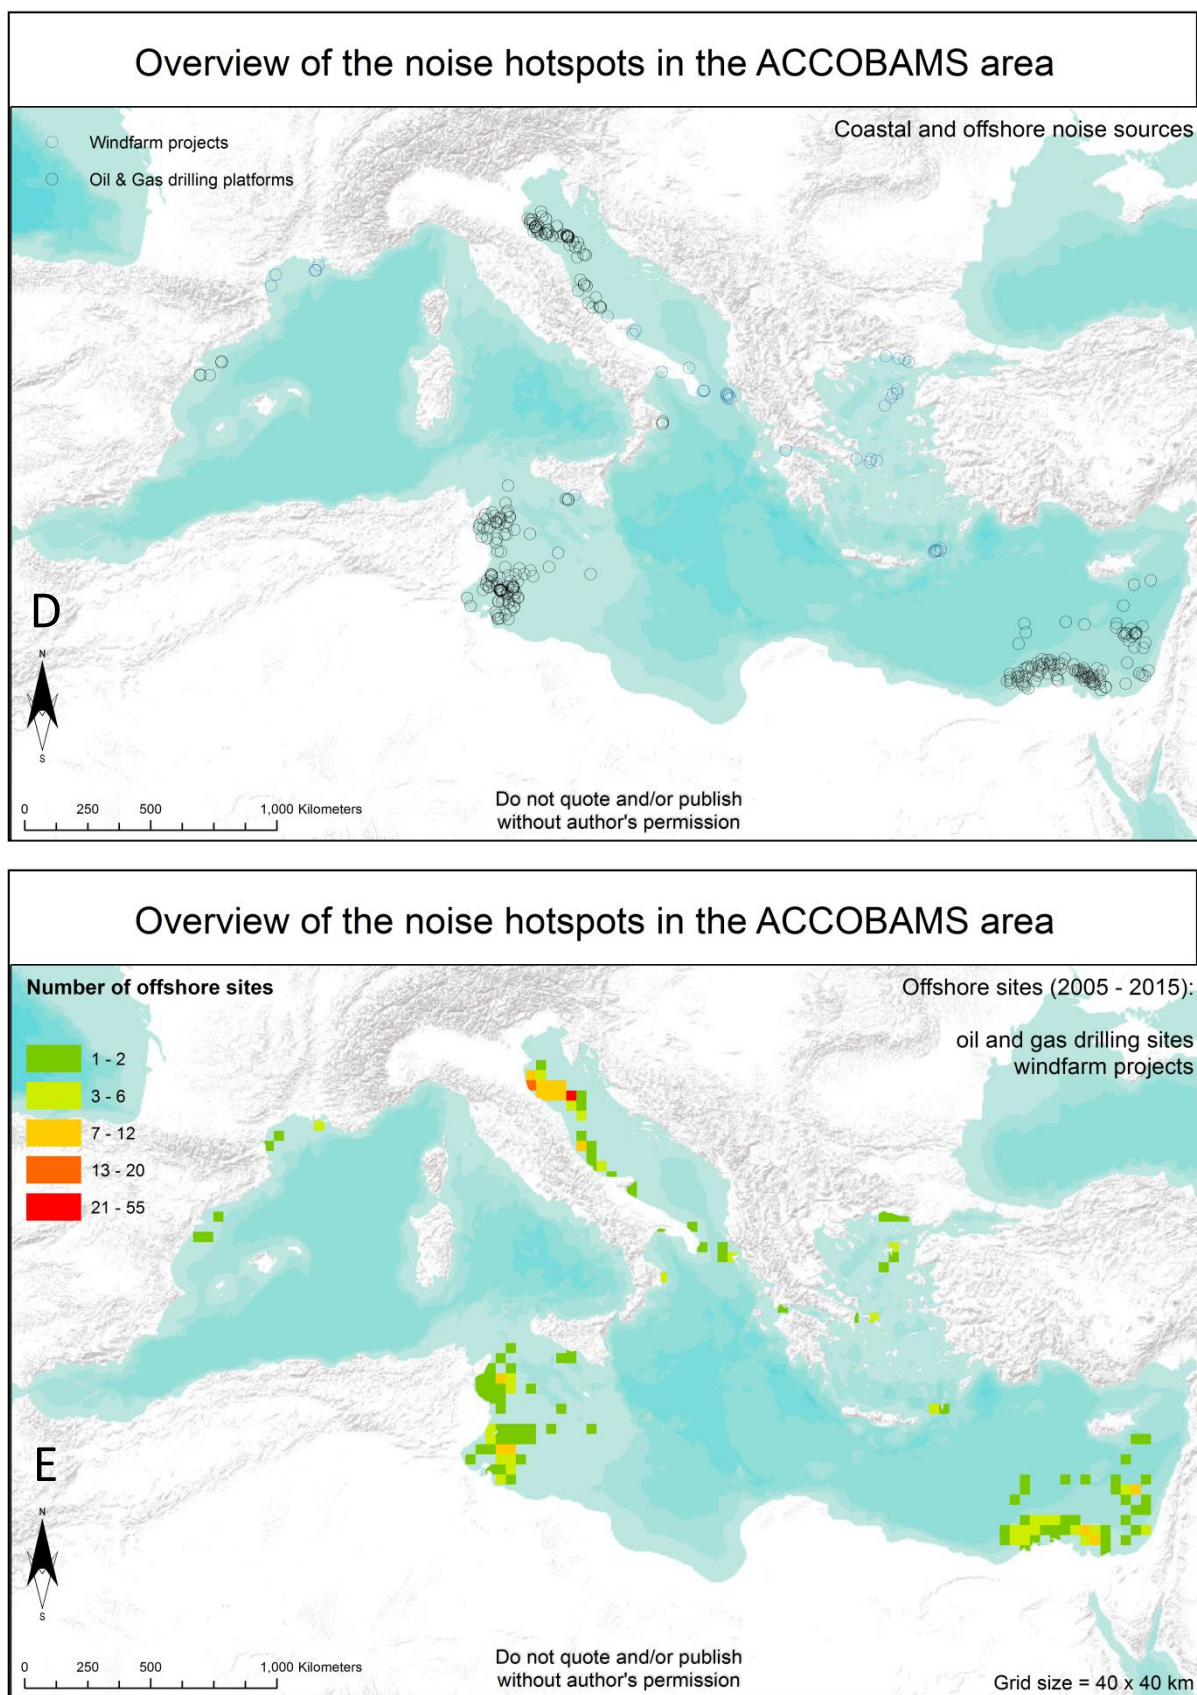 Overview of the noise hotspots in the ACCOBAMS area
Coastal and offshore noise sources
Windfarm projects
Oil & Gas drilling platforms
D
N
S
0 250 500 1,000 Kilometers
Do not quote and/or publish
without author's permission
Overview of the noise hotspots in the ACCOBAMS area
Number of offshore sites
1 - 2
3 - 6
7 - 12
13 - 20
21 - 55
Offshore sites (2005 - 2015):
oil and gas drilling sites
windfarm projects
E
N
S
0 250 500 1,000 Kilometers
Do not quote and/or publish
without author's permission
Grid size = 40 x 40 km